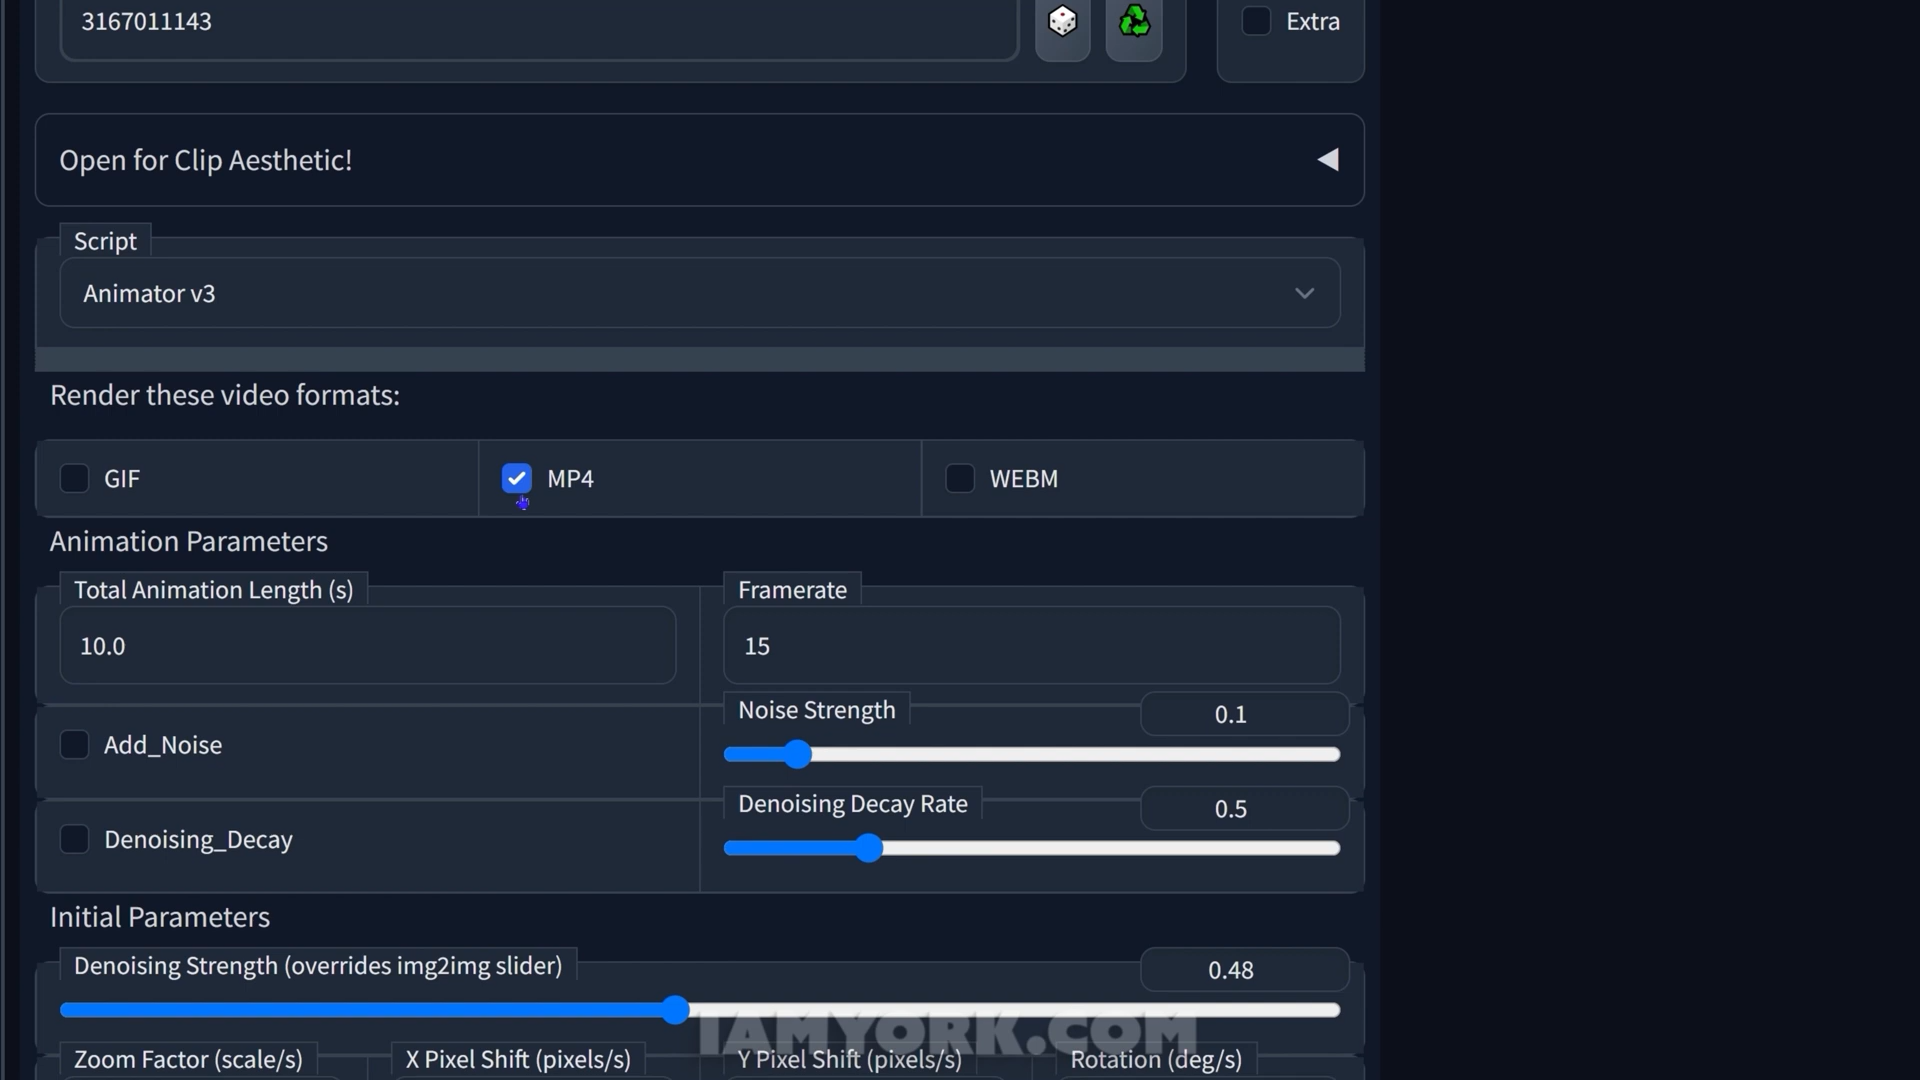 3167011143
Extra
Open for Clip Aesthetic!
Script
Animator v3
Render these video formats:
GIF
MP4
WEBM
Animation Parameters
Total Animation Length (s)
Framerate
10.0
15
Add_Noise
Noise Strength
0.1
Denoising_Decay
Denoising Decay Rate
0.5
Initial Parameters
Denoising Strength (overrides img2img slider)
0.48
IAMYORK.COM
Zoom Factor (scale/s)
X Pixel Shift (pixels/s)
Y Pixel Shift (pixels/s)
Rotation (deg/s)